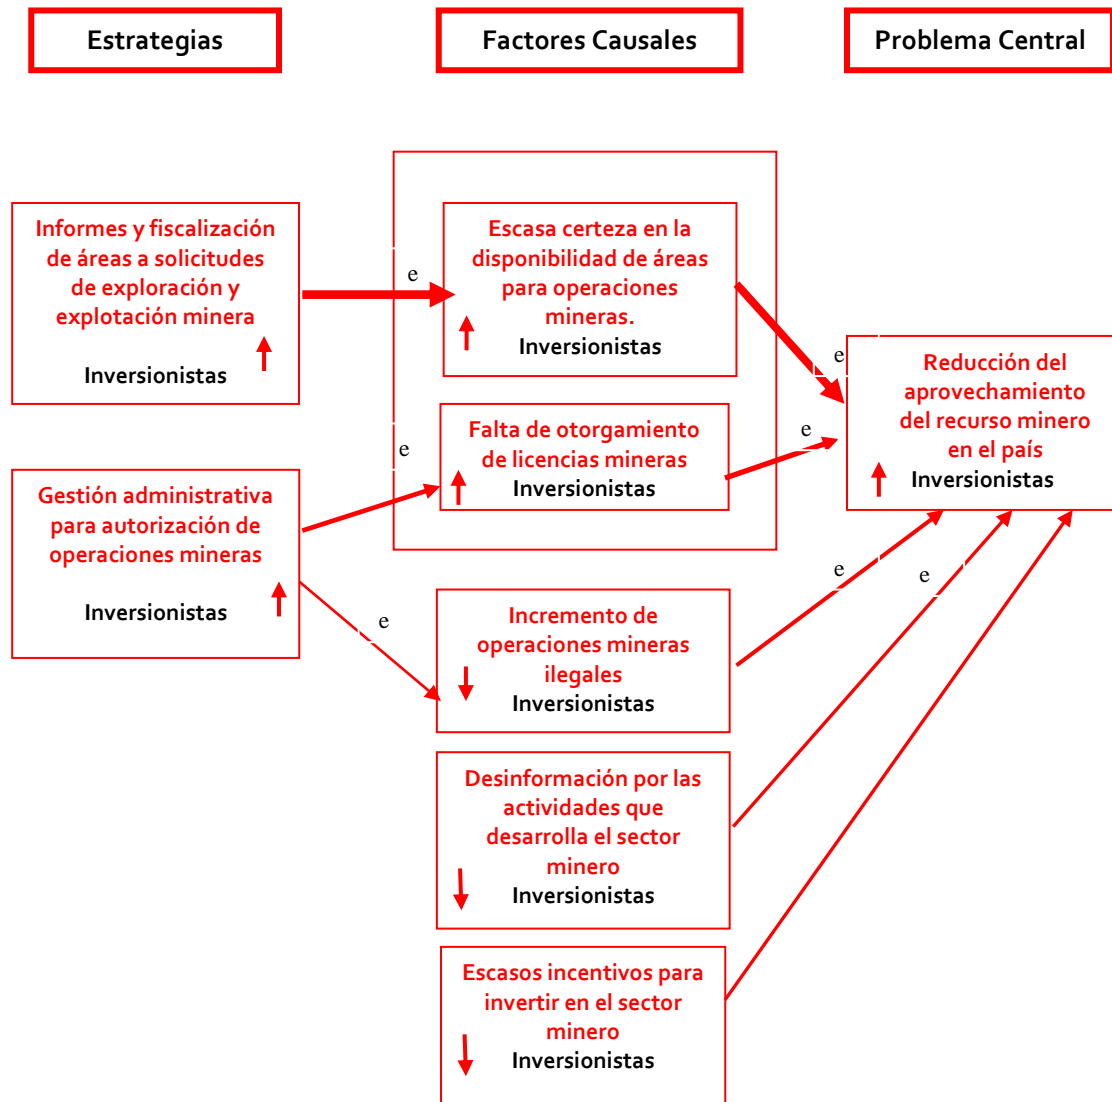 Estrategias
Factores Causales
Problema Central
Informes y fiscalización
de áreas a solicitudes
de exploración y
explotación minera
Inversionistas
e
Escasa certeza en la
disponibilidad de áreas
para operaciones
mineras.
Inversionistas
e
Reducción del
aprovechamiento
del recurso minero
en el país
Inversionistas
Gestión administrativa
para autorización de
operaciones mineras
Inversionistas
e
Falta de otorgamiento
de licencias mineras
Inversionistas
e
e
Incremento de
operaciones mineras
ilegales
Inversionistas
e
e
Desinformación por las
actividades que
desarrolla el sector
minero
Inversionistas
Escasos incentivos para
invertir en el sector
minero
Inversionistas